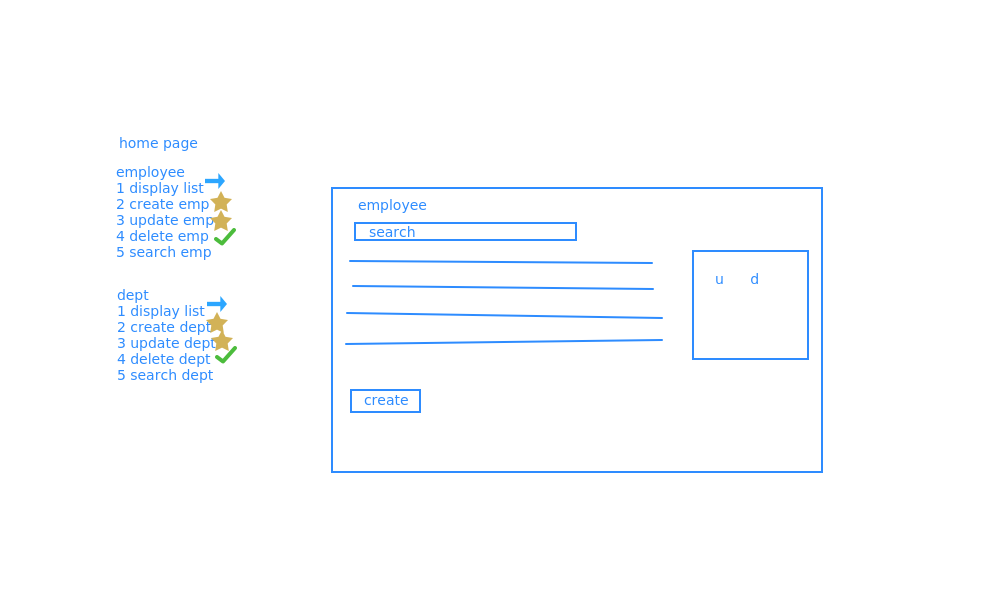 home page
employee
1 display list
2 create emp
3 update emp
4 delete emp
5 search emp
dept
1 display list
2 create dept
3 update dept
4 delete dept
5 search dept
employee
search
u d
create